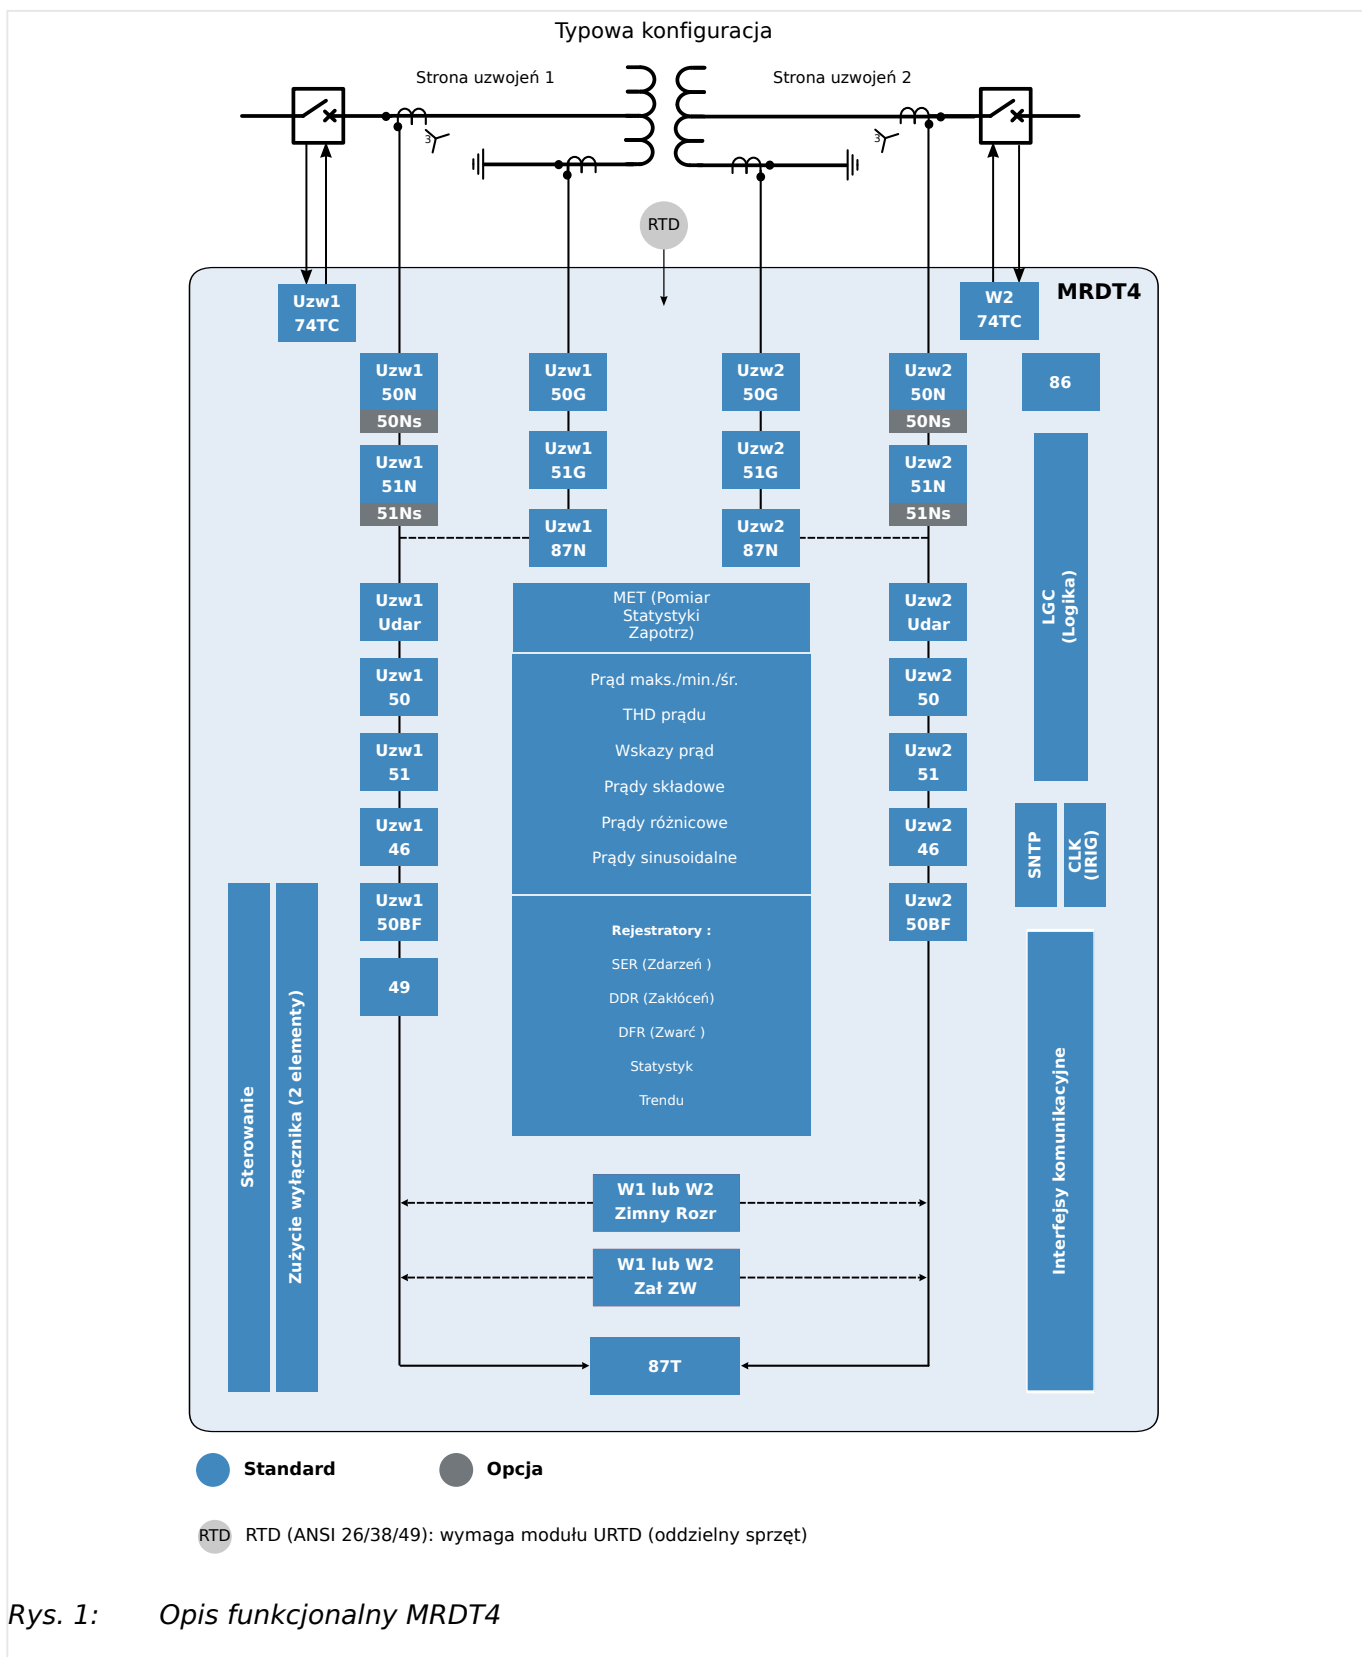 Typowa konfiguracja
Strona uzwojeń 1
Strona uzwojeń 2
3
3
RTD
MRDT4
Uzw1
74TC
W2
74TC
Uzw1
50N
50Ns
Uzw1
50G
Uzw2
50G
Uzw2
50N
50Ns
86
Uzw1
51N
51Ns
Uzw1
51G
Uzw2
51G
Uzw2
51N
51Ns
Uzw1
87N
Uzw2
87N
LGC
(Logika)
Uzw1
Udar
MET (Pomiar
Statystyki
Zapotrz)
Uzw2
Udar
Uzw1
50
Uzw2
50
Prąd maks./min./śr.
THD prądu
Wskazy prąd
Prądy składowe
Prądy różnicowe
Prądy sinusoidalne
Uzw1
51
Uzw2
51
Uzw1
46
Uzw2
46
SNTP
CLK
(IRIG)
Uzw1
50BF
Uzw2
50BF
49
Rejestratory :
SER (Zdarzeń )
DDR (Zakłóceń)
DFR (Zwarć )
Statystyk
Trendu
Sterowanie
Zużycie wyłącznika (2 elementy)
Interfejsy komunikacyjne
W1 lub W2
Zimny Rozr
W1 lub W2
Zał ZW
87T
Standard
Opcja
RTD
RTD (ANSI 26/38/49): wymaga modułu URTD (oddzielny sprzęt)
Rys. 1: Opis funkcjonalny MRDT4